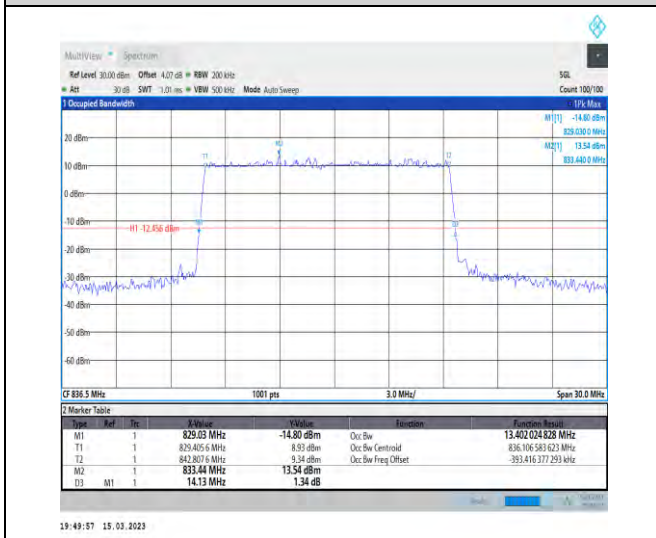 MultiView Spectrum
Ref Level 30.00 dBm Offset 4.07 dB RBW 200 kHz SGL
Att 30 dB SWT 1.01 ms VBW 500 kHz Mode Auto Sweep Count 100/100
1 Occupied Bandwidth 1Pk Max
M1[1] -14.80 dBm
829.0300 MHz
M2[1] 13.54 dBm
833.4400 MHz
20 dBm
T1 M2 T2
10 dBm
0 dBm
-10 dBm
H1 -12.456 dBm
M1 D3
-20 dBm
-30 dBm
-40 dBm
-50 dBm
-60 dBm
CF 836.5 MHz 1001 pts 3.0 MHz/ Span 30.0 MHz
2 Marker Table
Type Ref Trc X-Value Y-Value Function Function Result
M1 1 829.03 MHz -14.80 dBm Occ Bw 13.402 024 828 MHz
T1 1 829.405 6 MHz 8.93 dBm Occ Bw Centroid 836.106 583 623 MHz
T2 1 842.807 6 MHz 9.34 dBm Occ Bw Freq Offset -393.416 377 293 kHz
M2 1 833.44 MHz 13.54 dBm
D3 M1 1 14.13 MHz 1.34 dB
19:49:57 15.03.2023